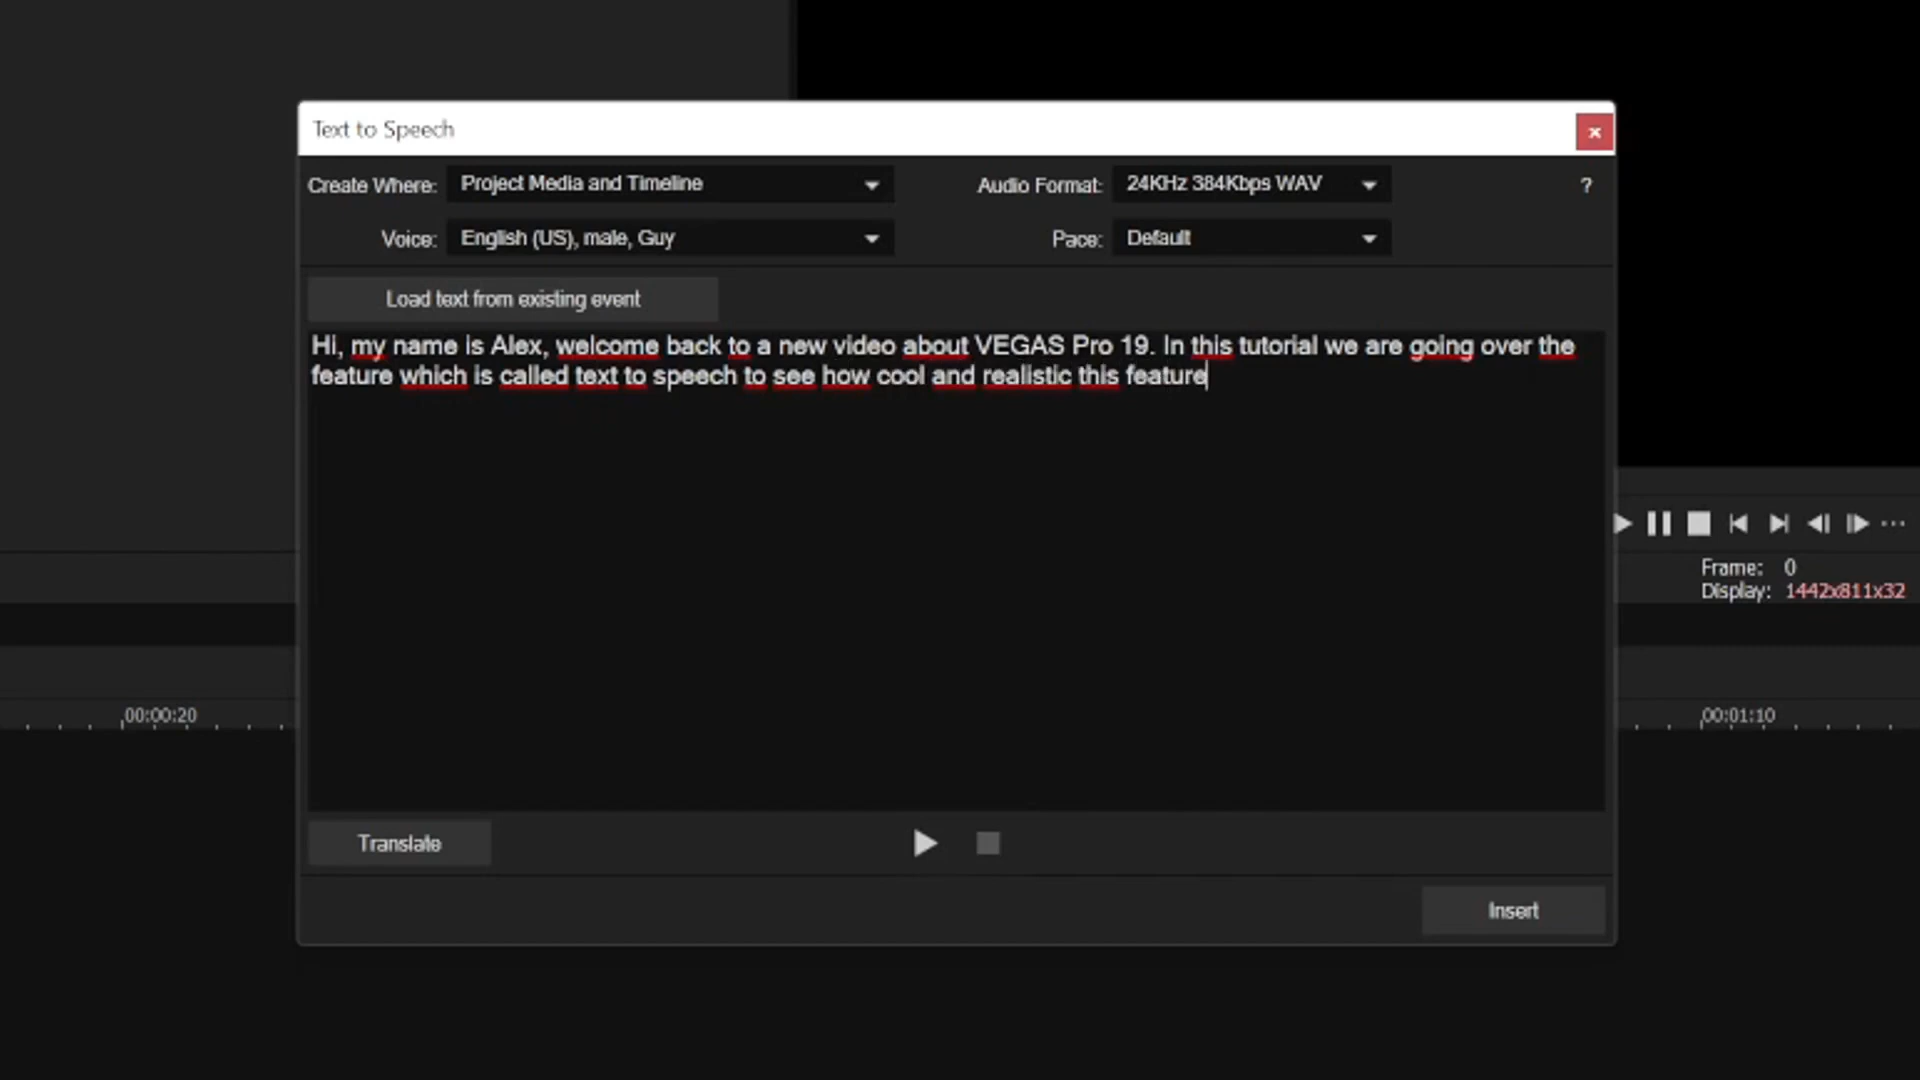 Text to Speech
x
Create Where: Project Media and Timeline
Audio Format: 24KHz 384Kbps WAV
?
Voice: English (US), male, Guy
Pace: Default
Load text from existing event
Hi, my name is Alex, welcome back to a new video about VEGAS Pro 19. In this tutorial we are going over the
feature which is called text to speech to see how cool and realistic this feature
Frame: 0
Display: 1442x811x32
00:00:20
00:01:10
Translate
Insert